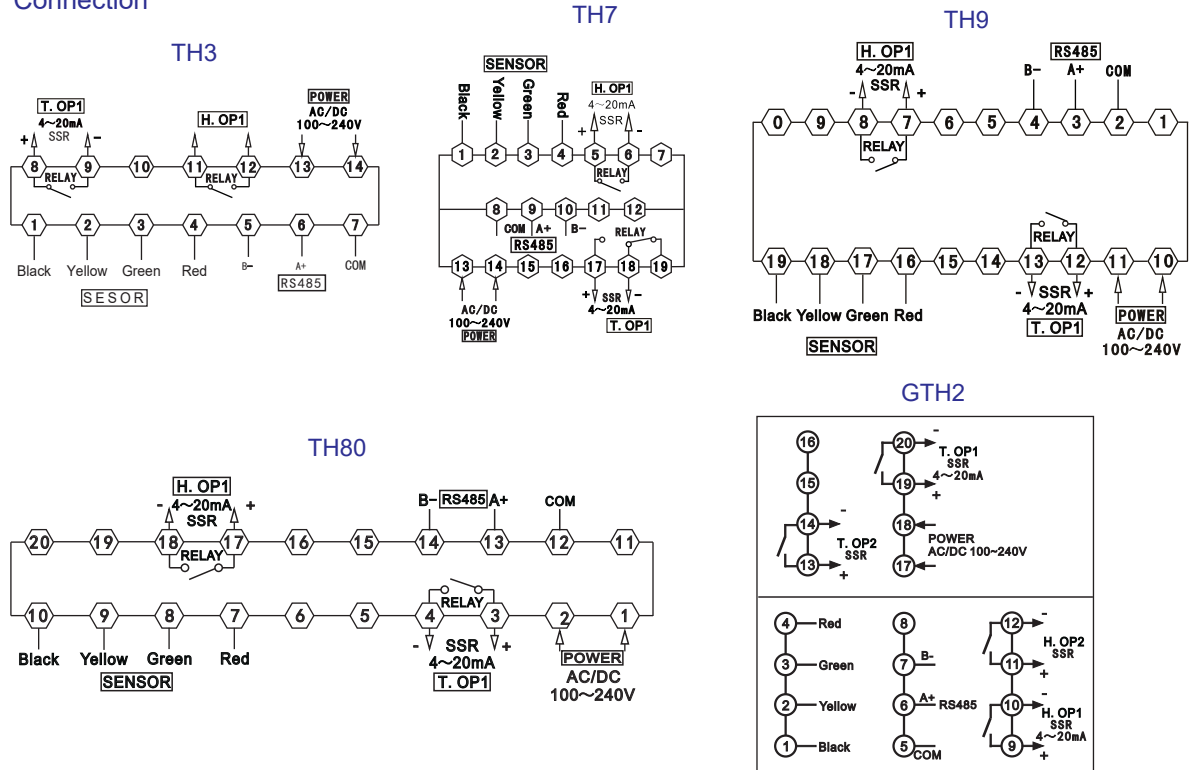 Connection
TH3
T. OP1
4～20mA
SSR
+ -
H. OP1
POWER
AC/DC
100～240V
8 9 10 11 12 13 14
RELAY RELAY
1 2 3 4 5 6 7
Black Yellow Green Red B- A+ COM
SESOR
RS485
TH7
SENSOR
Black Yellow Green Red
H. OP1
4～20mA
SSR
+ -
1 2 3 4 5 6 7
RELAY
8 9 10 11 12
COM A+ B-
RS485
RELAY
13 14 15 16 17 18 19
AC/DC
100～240V
POWER
+ SSR -
4～20mA
T. OP1
TH9
H. OP1
4～20mA
- SSR +
RS485
B- A+ COM
0 9 8 7 6 5 4 3 2 1
RELAY
RELAY
19 18 17 16 15 14 13 12 11 10
Black Yellow Green Red
SENSOR
- SSR +
4～20mA
T. OP1
POWER
AC/DC
100～240V
TH80
H. OP1
- 4～20mA +
SSR
B- RS485 A+ COM
20 19 18 17 16 15 14 13 12 11
RELAY
RELAY
10 9 8 7 6 5 4 3 2 1
Black Yellow Green Red
SENSOR
- SSR +
4～20mA
T. OP1
POWER
AC/DC
100～240V
GTH2
16
15
14 -
T. OP2
SSR
13 +
20 -
T. OP1
SSR
4～20mA
19 +
18
POWER
AC/DC 100~240V
17
4 Red
3 Green
2 Yellow
1 Black
8
7 B-
6 A+ RS485
5 COM
12 -
H. OP2
SSR
11 +
10 -
H. OP1
SSR
4～20mA
9 +